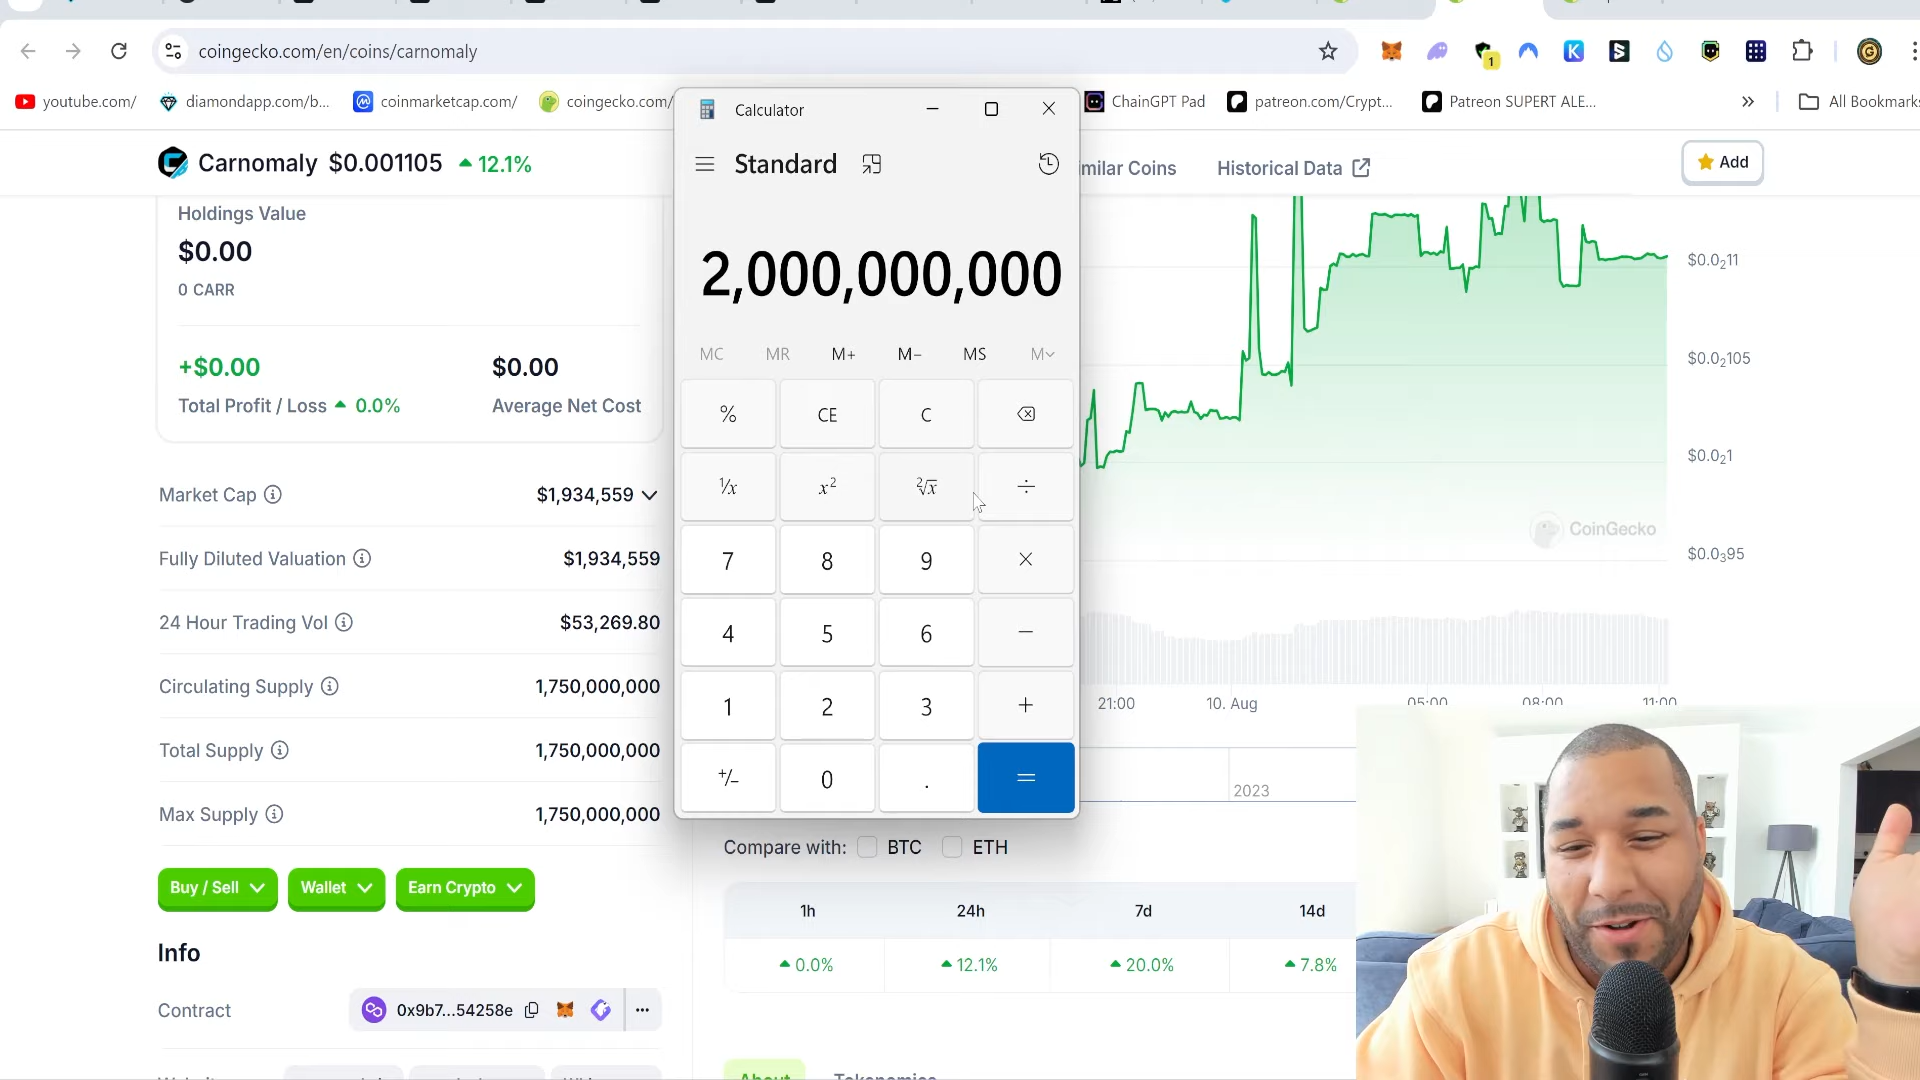 coingecko.com/en/coins/carnomaly
1
youtube.com/
diamondapp.com/b...
coinmarketcap.com/
coingecko.com/
ChainGPT Pad
patreon.com/Crypt...
Patreon SUPERT ALE...
All Bookmarks
Calculator
Carnomaly $0.001105 12.1%
Standard
milar Coins
Historical Data
Add
Holdings Value
$0.00
0 CARR
+$0.00
$0.00
Total Profit / Loss 0.0%
Average Net Cost
2,000,000,000
MC MR M+ M− MS M
% CE C
¹/x x² ²√x ÷
7 8 9 ×
4 5 6 −
1 2 3 +
+/− 0 . =
Market Cap $1,934,559
Fully Diluted Valuation $1,934,559
24 Hour Trading Vol $53,269.80
Circulating Supply 1,750,000,000
Total Supply 1,750,000,000
Max Supply 1,750,000,000
Buy / Sell
Wallet
Earn Crypto
Info
Contract
0x9b7...54258e
$0.0₂11
$0.0₂105
$0.0₂1
$0.0₃95
CoinGecko
21:00 10. Aug 05:00 08:00 11:00
2023
Compare with: BTC ETH
1h 24h 7d 14d
0.0% 12.1% 20.0% 7.8%
About
Tokenomics